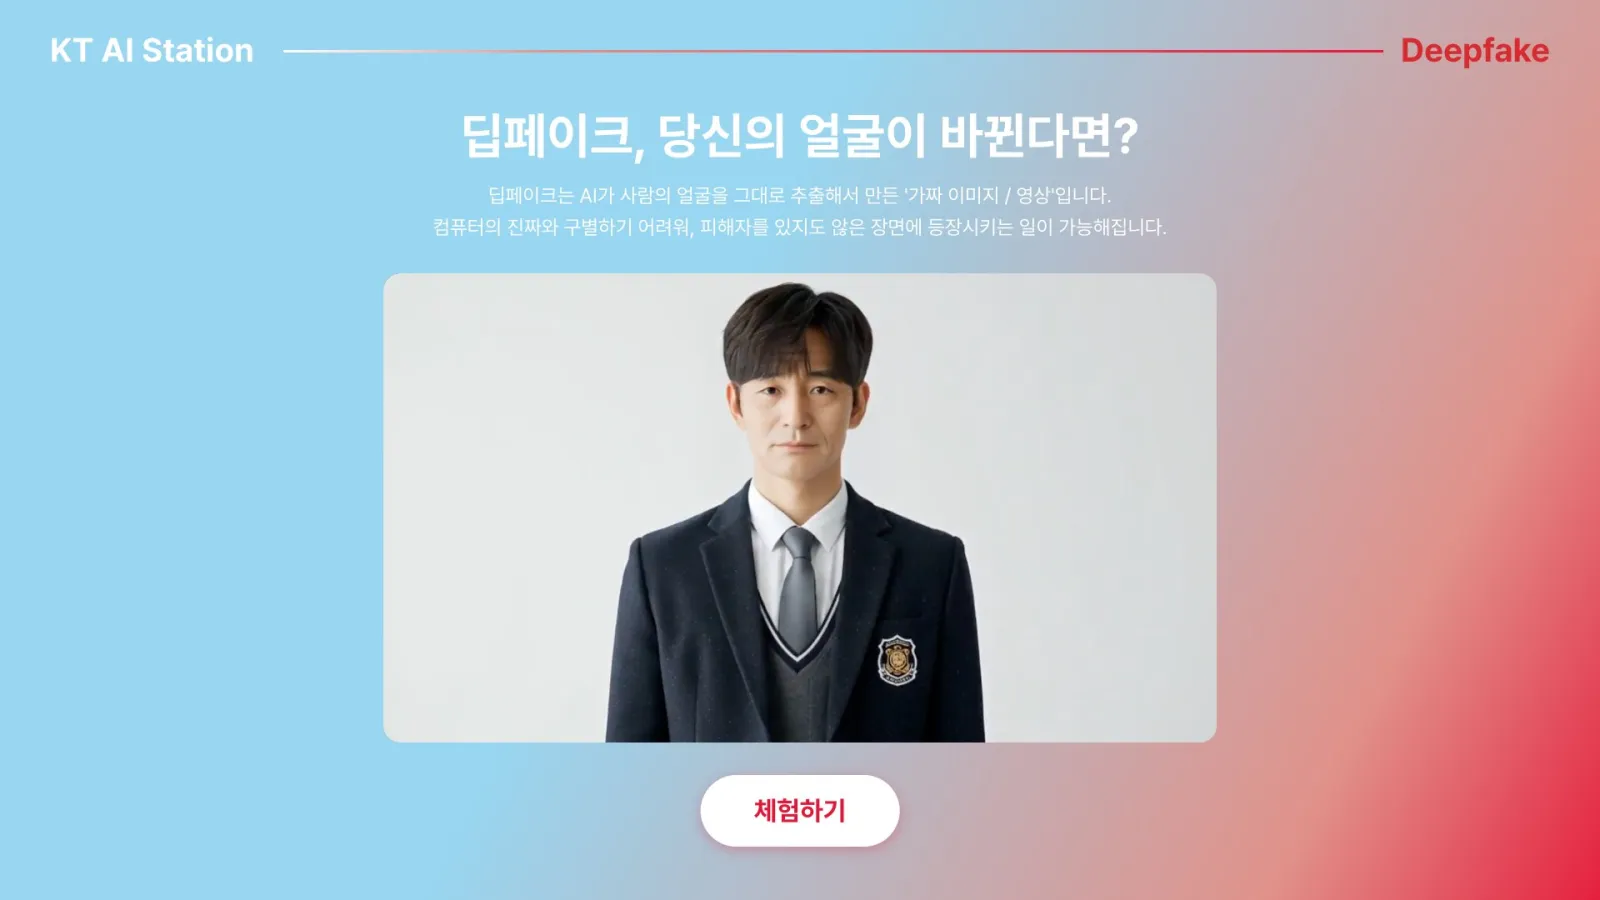 KT AI Station
Deepfake
딥페이크, 당신의 얼굴이 바뀐다면?
딥페이크는 AI가 사람의 얼굴을 그대로 추출해서 만든 '가짜 이미지 / 영상'입니다.
컴퓨터의 진짜와 구별하기 어려워, 피해자를 있지도 않은 장면에 등장시키는 일이 가능해집니다.
체험하기